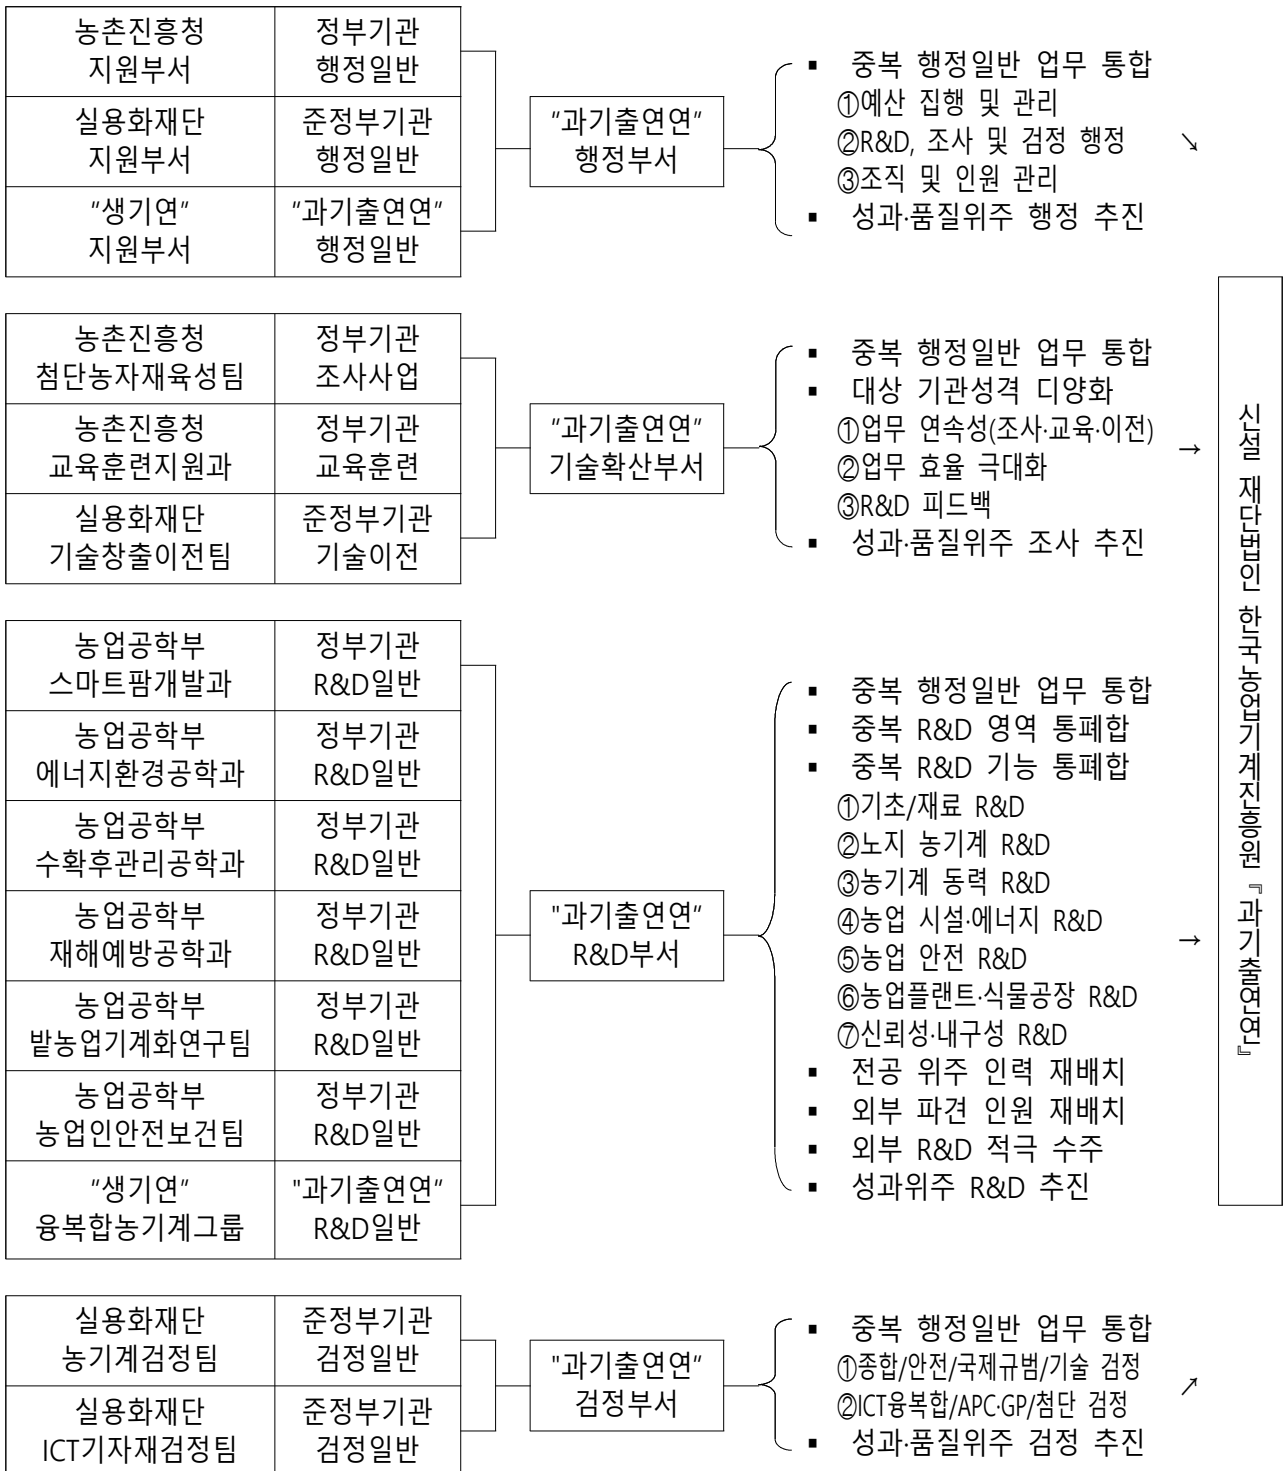 농촌진흥청
지원부서
정부기관
행정일반
실용화재단
지원부서
준정부기관
행정일반
"생기연"
지원부서
"과기출연연"
행정일반
"과기출연연"
행정부서
▪ 중복 행정일반 업무 통합
①예산 집행 및 관리
②R&D, 조사 및 검정 행정
③조직 및 인원 관리
▪ 성과·품질위주 행정 추진
↘
농촌진흥청
첨단농자재육성팀
정부기관
조사사업
농촌진흥청
교육훈련지원과
정부기관
교육훈련
실용화재단
기술창출이전팀
준정부기관
기술이전
"과기출연연"
기술확산부서
▪ 중복 행정일반 업무 통합
▪ 대상 기관성격 디양화
①업무 연속성(조사·교육·이전)
②업무 효율 극대화
③R&D 피드백
▪ 성과·품질위주 조사 추진
→
농업공학부
스마트팜개발과
정부기관
R&D일반
농업공학부
에너지환경공학과
정부기관
R&D일반
농업공학부
수확후관리공학과
정부기관
R&D일반
농업공학부
재해예방공학과
정부기관
R&D일반
농업공학부
밭농업기계화연구팀
정부기관
R&D일반
농업공학부
농업인안전보건팀
정부기관
R&D일반
"생기연"
융복합농기계그룹
"과기출연연"
R&D일반
"과기출연연"
R&D부서
▪ 중복 행정일반 업무 통합
▪ 중복 R&D 영역 통폐합
▪ 중복 R&D 기능 통폐합
①기초/재료 R&D
②노지 농기계 R&D
③농기계 동력 R&D
④농업 시설·에너지 R&D
⑤농업 안전 R&D
⑥농업플랜트·식물공장 R&D
⑦신뢰성·내구성 R&D
▪ 전공 위주 인력 재배치
▪ 외부 파견 인원 재배치
▪ 외부 R&D 적극 수주
▪ 성과위주 R&D 추진
→
실용화재단
농기계검정팀
준정부기관
검정일반
실용화재단
ICT기자재검정팀
준정부기관
검정일반
"과기출연연"
검정부서
▪ 중복 행정일반 업무 통합
①종합/안전/국제규범/기술 검정
②ICT융복합/APC·GP/첨단 검정
▪ 성과·품질위주 검정 추진
↗
신설 재단법인 한국농업기계진흥원 『과기출연연』